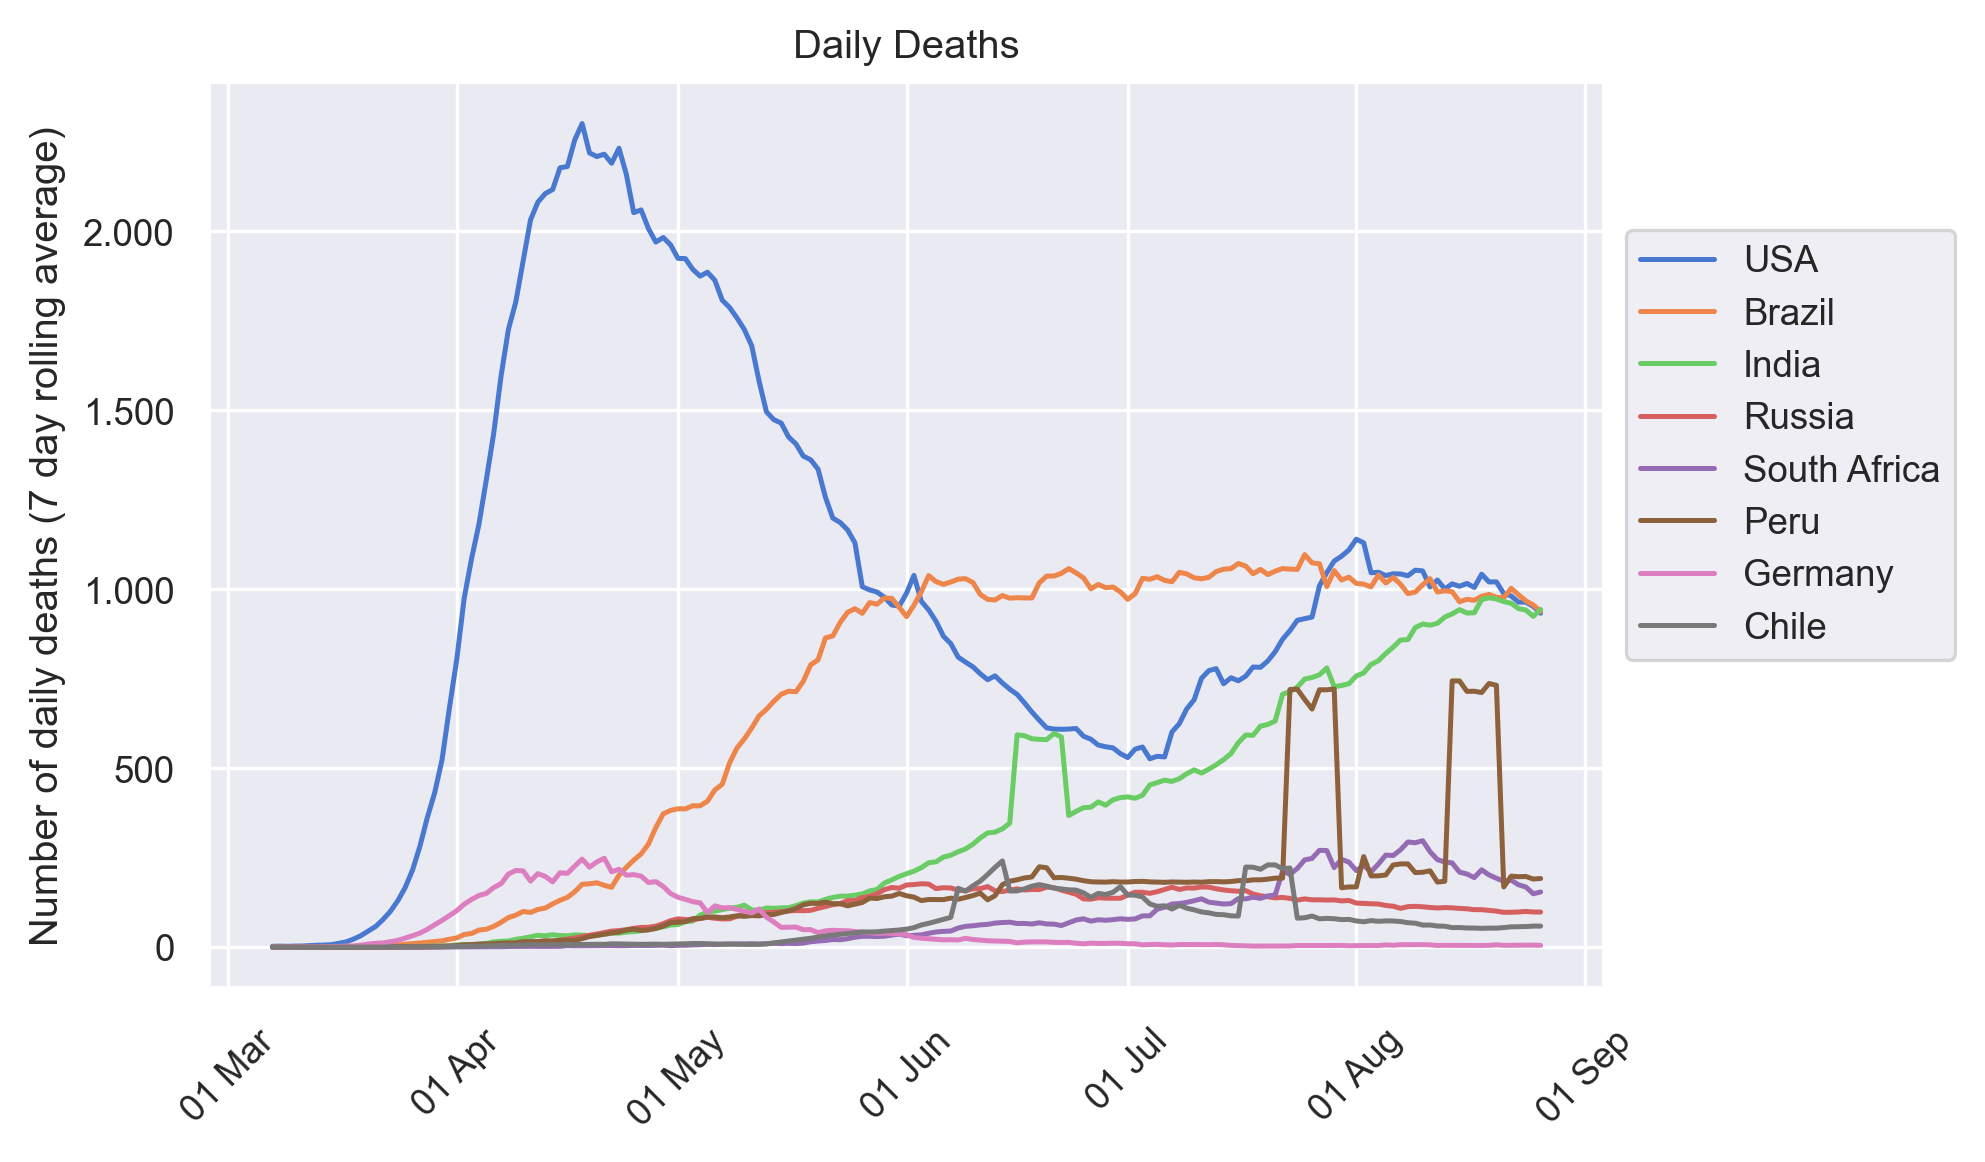 Daily Deaths
Number of daily deaths (7 day rolling average)
2.000
1.500
1.000
500
0
01 Mar
01 Apr
01 May
01 Jun
01 Jul
01 Aug
01 Sep
USA
Brazil
India
Russia
South Africa
Peru
Germany
Chile